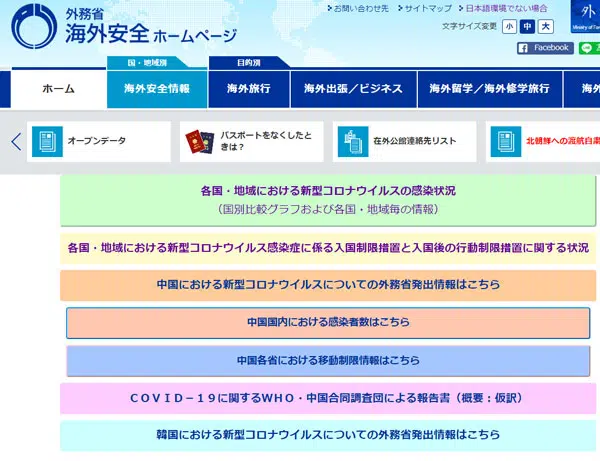 外務省
海外安全ホームページ
お問い合わせ先
サイトマップ
日本語環境でない場合
文字サイズ変更 小 中 大
外
Facebook
国・地域別
目的別
ホーム
海外安全情報
海外旅行
海外出張／ビジネス
海外留学／海外修学旅行
海外
オープンデータ
パスポートをなくしたと
きは？
在外公館連絡先リスト
北朝鮮への渡航自粛
各国・地域における新型コロナウイルスの感染状況
（国別比較グラフおよび各国・地域毎の情報）
各国・地域における新型コロナウイルス感染症に係る入国制限措置と入国後の行動制限措置に関する状況
中国における新型コロナウイルスについての外務省発出情報はこちら
中国国内における感染者数はこちら
中国各省における移動制限情報はこちら
ＣＯＶＩＤ－１９に関するＷＨＯ・中国合同調査団による報告書（概要：仮訳）
韓国における新型コロナウイルスについての外務省発出情報はこちら